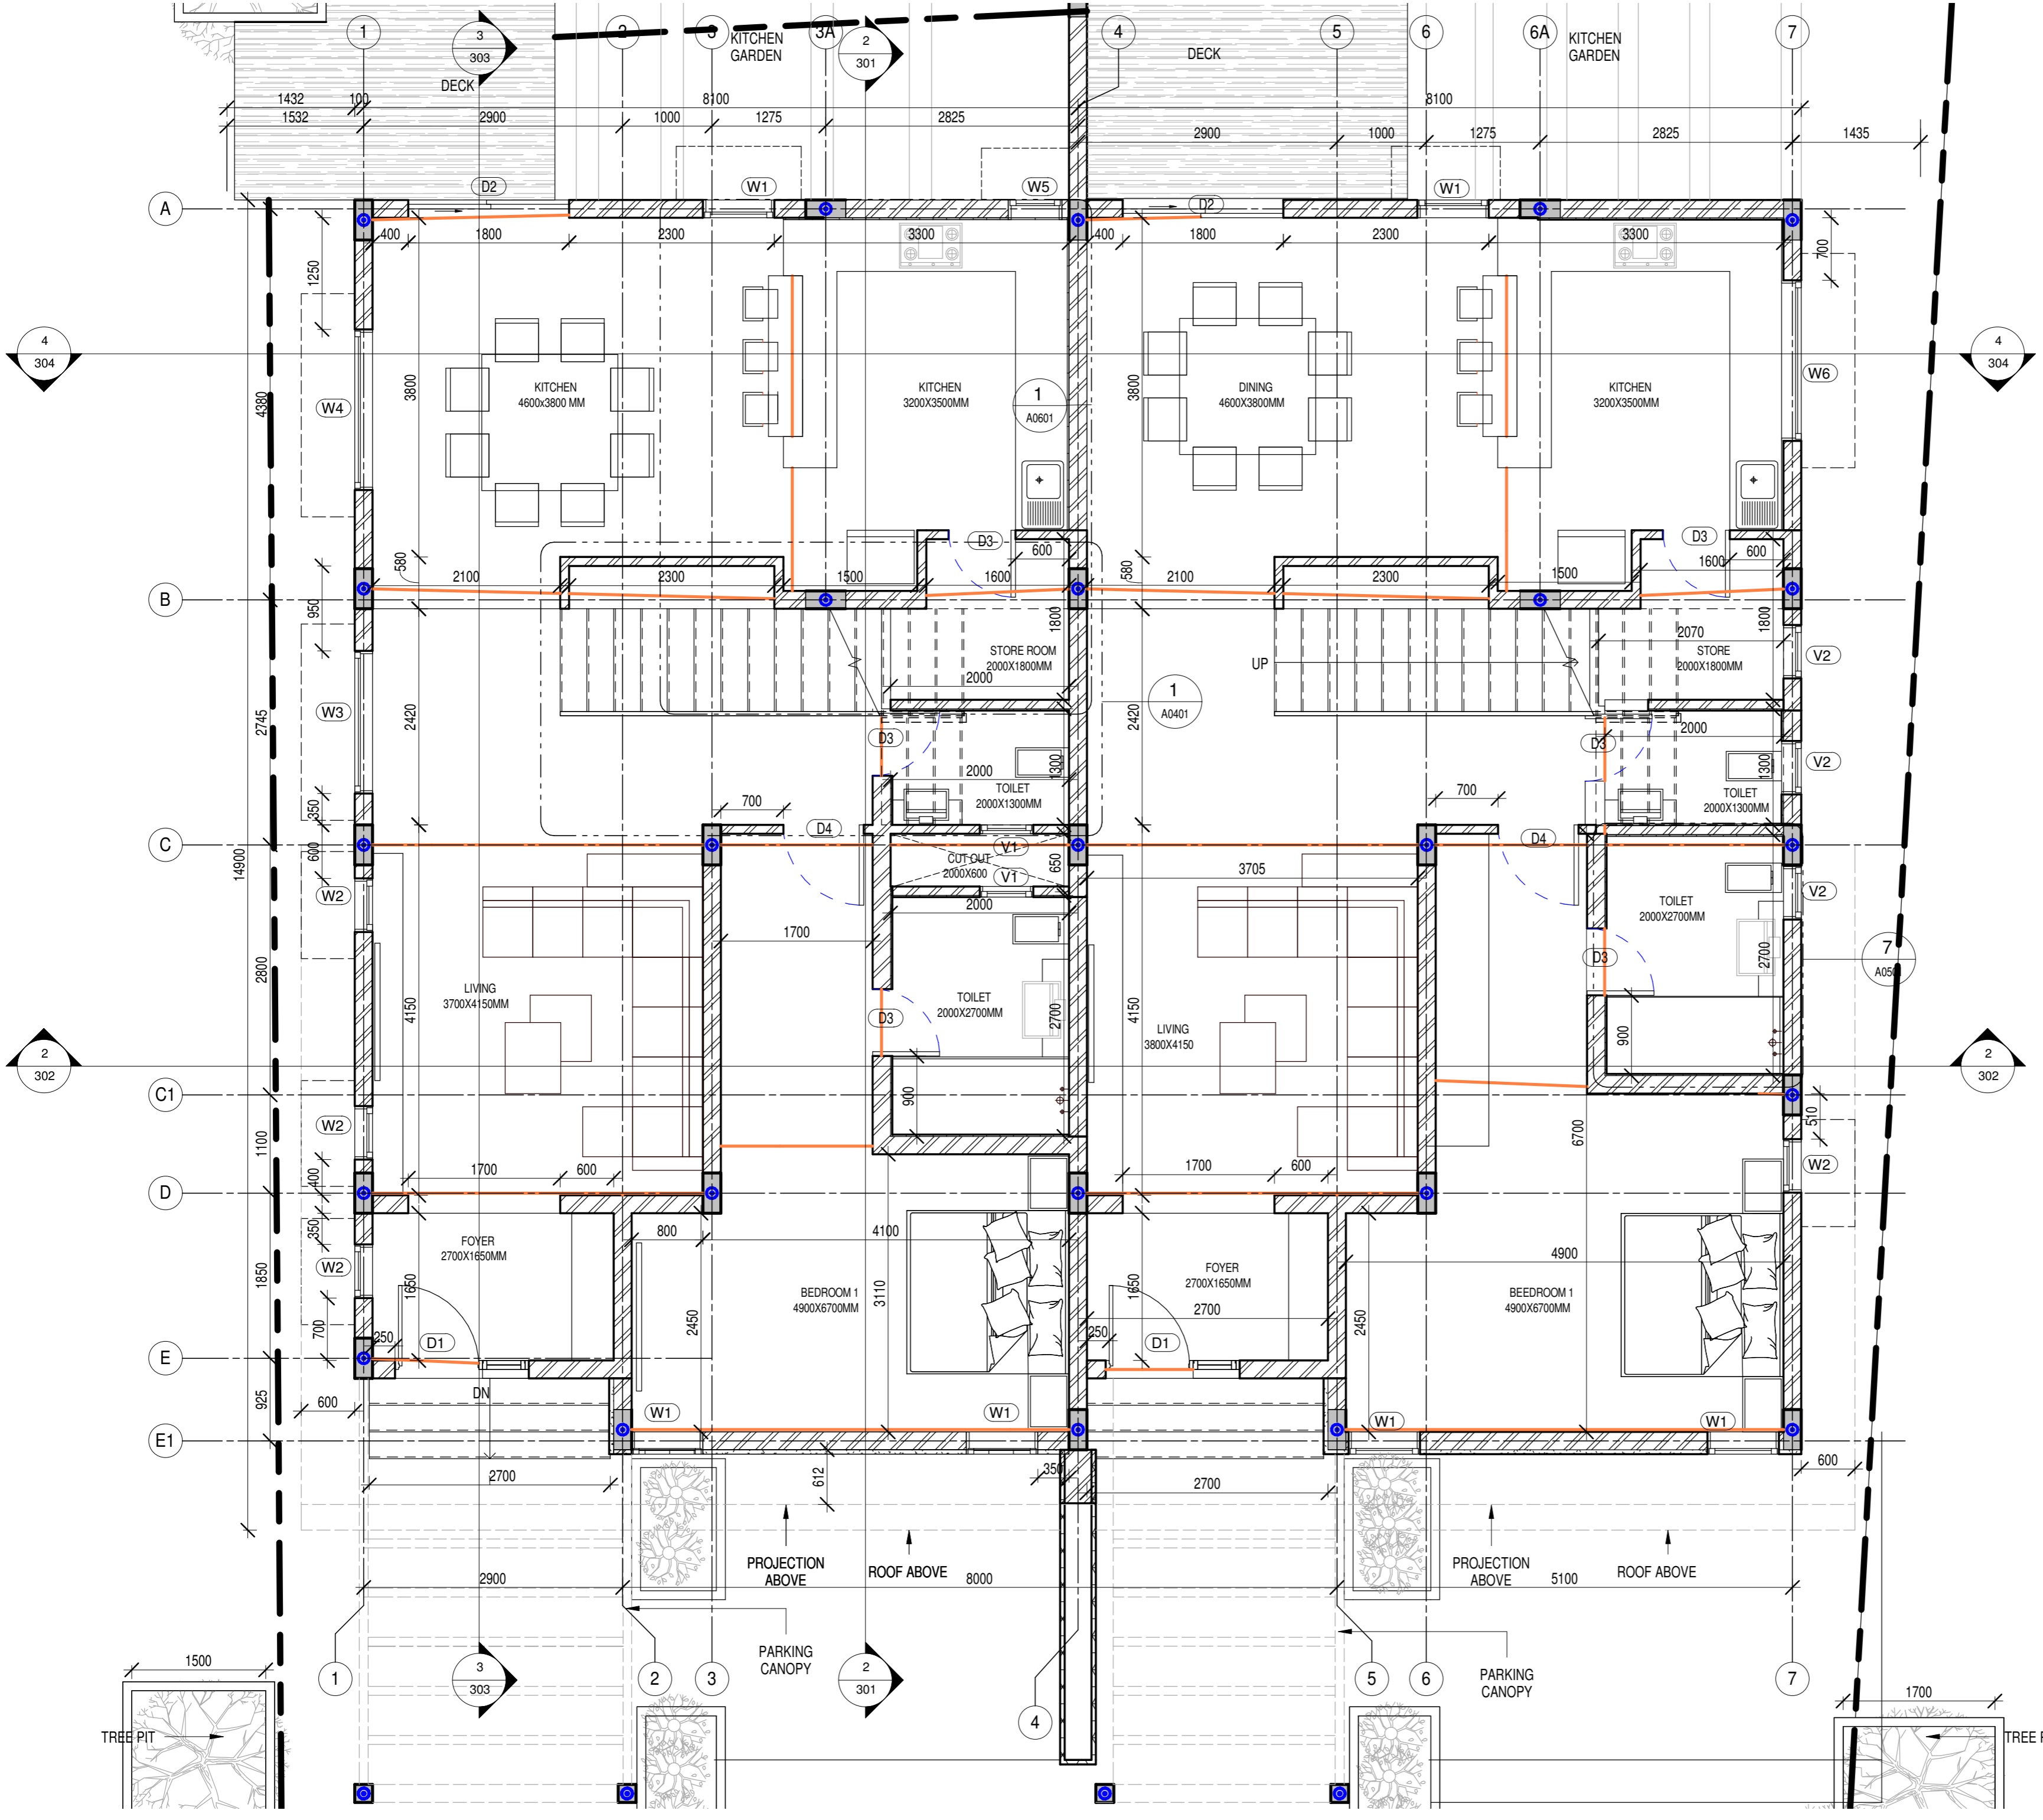 1
3
303
2
3
KITCHEN
GARDEN
3A
2
301
4
DECK
5
6
6A
KITCHEN
GARDEN
7
DECK
1432
100
8100
8100
1532
2900
1000
1275
2825
2900
1000
1275
2825
1435
D2
W1
W5
D2
W1
A
400
1800
2300
3300
400
1800
2300
3300
700
1250
4
304
4
304
4380
W4
3800
KITCHEN
4600x3800 MM
KITCHEN
3200X3500MM
1
A0601
3800
DINING
4600X3800MM
KITCHEN
3200X3500MM
W6
D3
600
D3
600
580
2100
2300
1500
1600
580
2100
2300
1500
1600
B
950
1800
1800
STORE ROOM
2000X1800MM
2000
UP
2070
STORE
2000X1800MM
V2
2745
W3
2420
1
A0401
2420
D3
2000
1300
TOILET
2000X1300MM
D3
2000
1300
TOILET
2000X1300MM
V2
350
700
D4
700
D4
C
600
V1
CUT OUT
2000X600
650
V1
3705
14900
W2
2000
V2
TOILET
2000X2700MM
1700
2800
LIVING
3700X4150MM
4150
TOILET
2000X2700MM
2700
D3
4150
LIVING
3800X4150
D3
2700
7
900
2
302
2
302
C1
900
W2
1100
510
6700
400
1700
600
1700
600
W2
D
350
800
4100
FOYER
2700X1650MM
4900
W2
1850
1650
BEDROOM 1
4900X6700MM
3110
FOYER
2700X1650MM
1650
2700
BEEDROOM 1
4900X6700MM
700
250
D1
2450
250
D1
2450
E
DN
925
600
W1
W1
W1
W1
E1
2700
612
350
2700
600
PROJECTION
ABOVE
ROOF ABOVE
PROJECTION
ABOVE
ROOF ABOVE
2900
8000
5100
PARKING
CANOPY
PARKING
CANOPY
1500
1
3
303
2
3
2
301
4
5
6
7
1700
TREE PIT
TREE